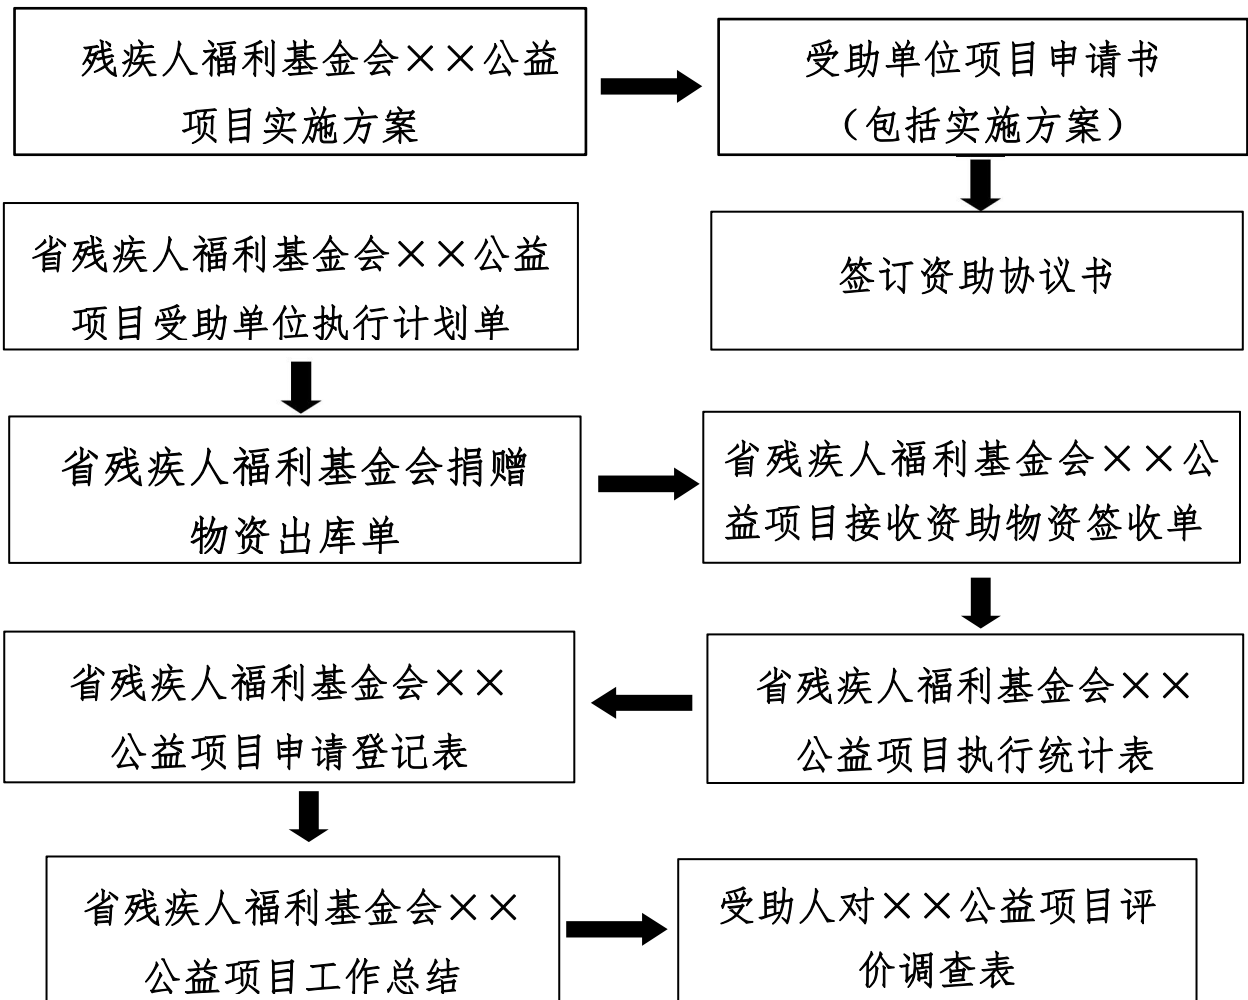 残疾人福利基金会××公益
项目实施方案
受助单位项目申请书
（包括实施方案）
签订资助协议书
省残疾人福利基金会××公益
项目受助单位执行计划单
省残疾人福利基金会捐赠
物资出库单
省残疾人福利基金会××公
益项目接收资助物资签收单
省残疾人福利基金会××
公益项目执行统计表
省残疾人福利基金会××
公益项目申请登记表
省残疾人福利基金会××
公益项目工作总结
受助人对××公益项目评
价调查表